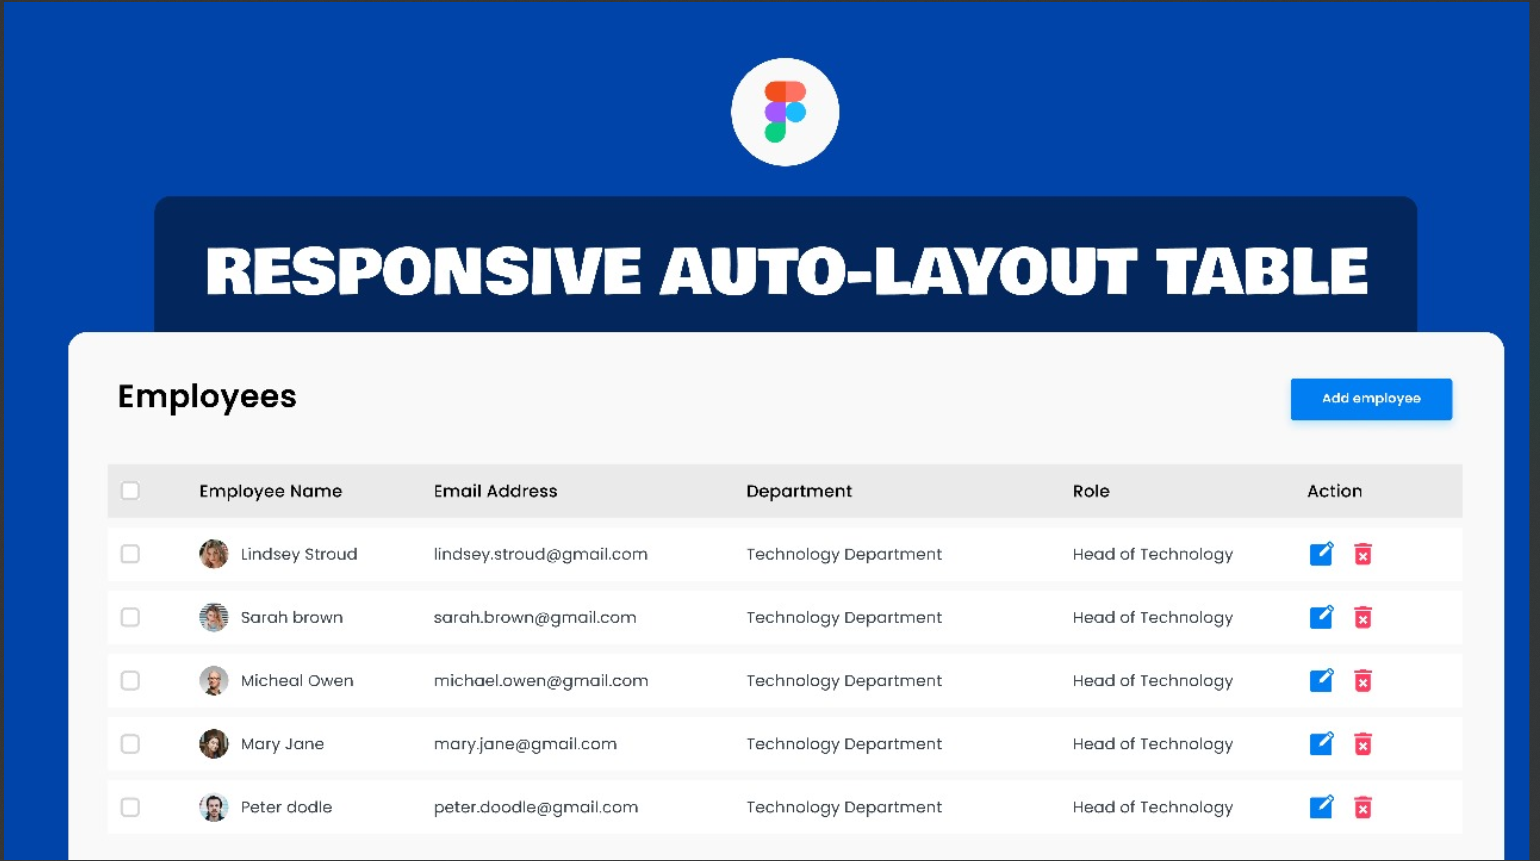 RESPONSIVE AUTO-LAYOUT TABLE
Employees
Add employee
Employee Name Email Address Department Role Action
Lindsey Stroud lindsey.stroud@gmail.com Technology Department Head of Technology
Sarah brown sarah.brown@gmail.com Technology Department Head of Technology
Micheal Owen michael.owen@gmail.com Technology Department Head of Technology
Mary Jane mary.jane@gmail.com Technology Department Head of Technology
Peter dodle peter.doodle@gmail.com Technology Department Head of Technology